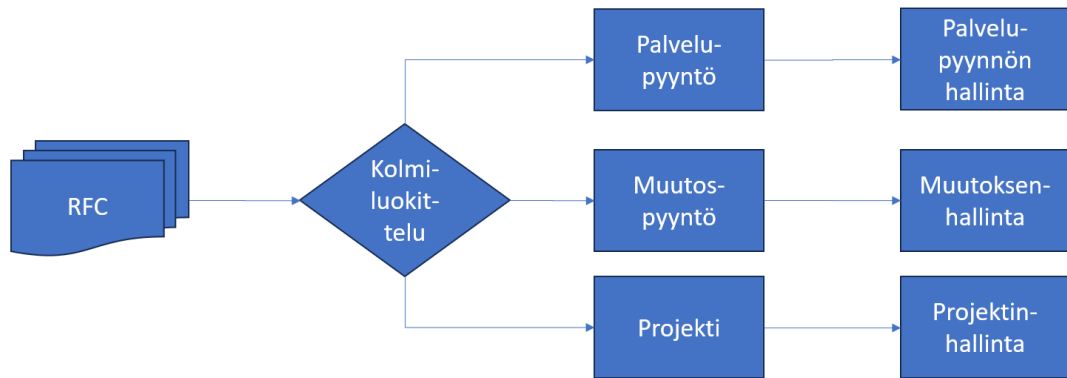 RFC
Kolmi-
luokit-
telu
Palvelu-
pyyntö
Palvelu-
pyynnön
hallinta
Muutos-
pyyntö
Muutoksen-
hallinta
Projekti
Projektin-
hallinta